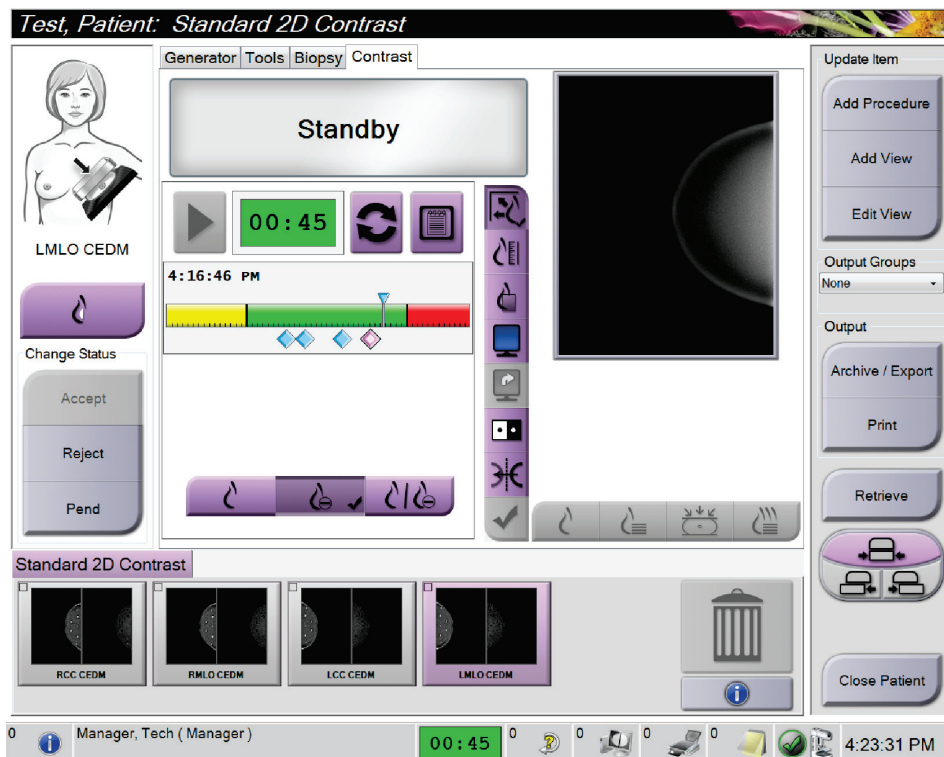 Test, Patient: Standard 2D Contrast
Generator Tools Biopsy Contrast
Standby
00:45
4:16:46 PM
LMLO CEDM
Change Status
Accept
Reject
Pend
Update Item
Add Procedure
Add View
Edit View
Output Groups
None
Output
Archive / Export
Print
Retrieve
Close Patient
Standard 2D Contrast
RCC CEDM
RMLO CEDM
LCC CEDM
LMLO CEDM
0
Manager, Tech ( Manager )
00:45
0
0
0
0
4:23:31 PM